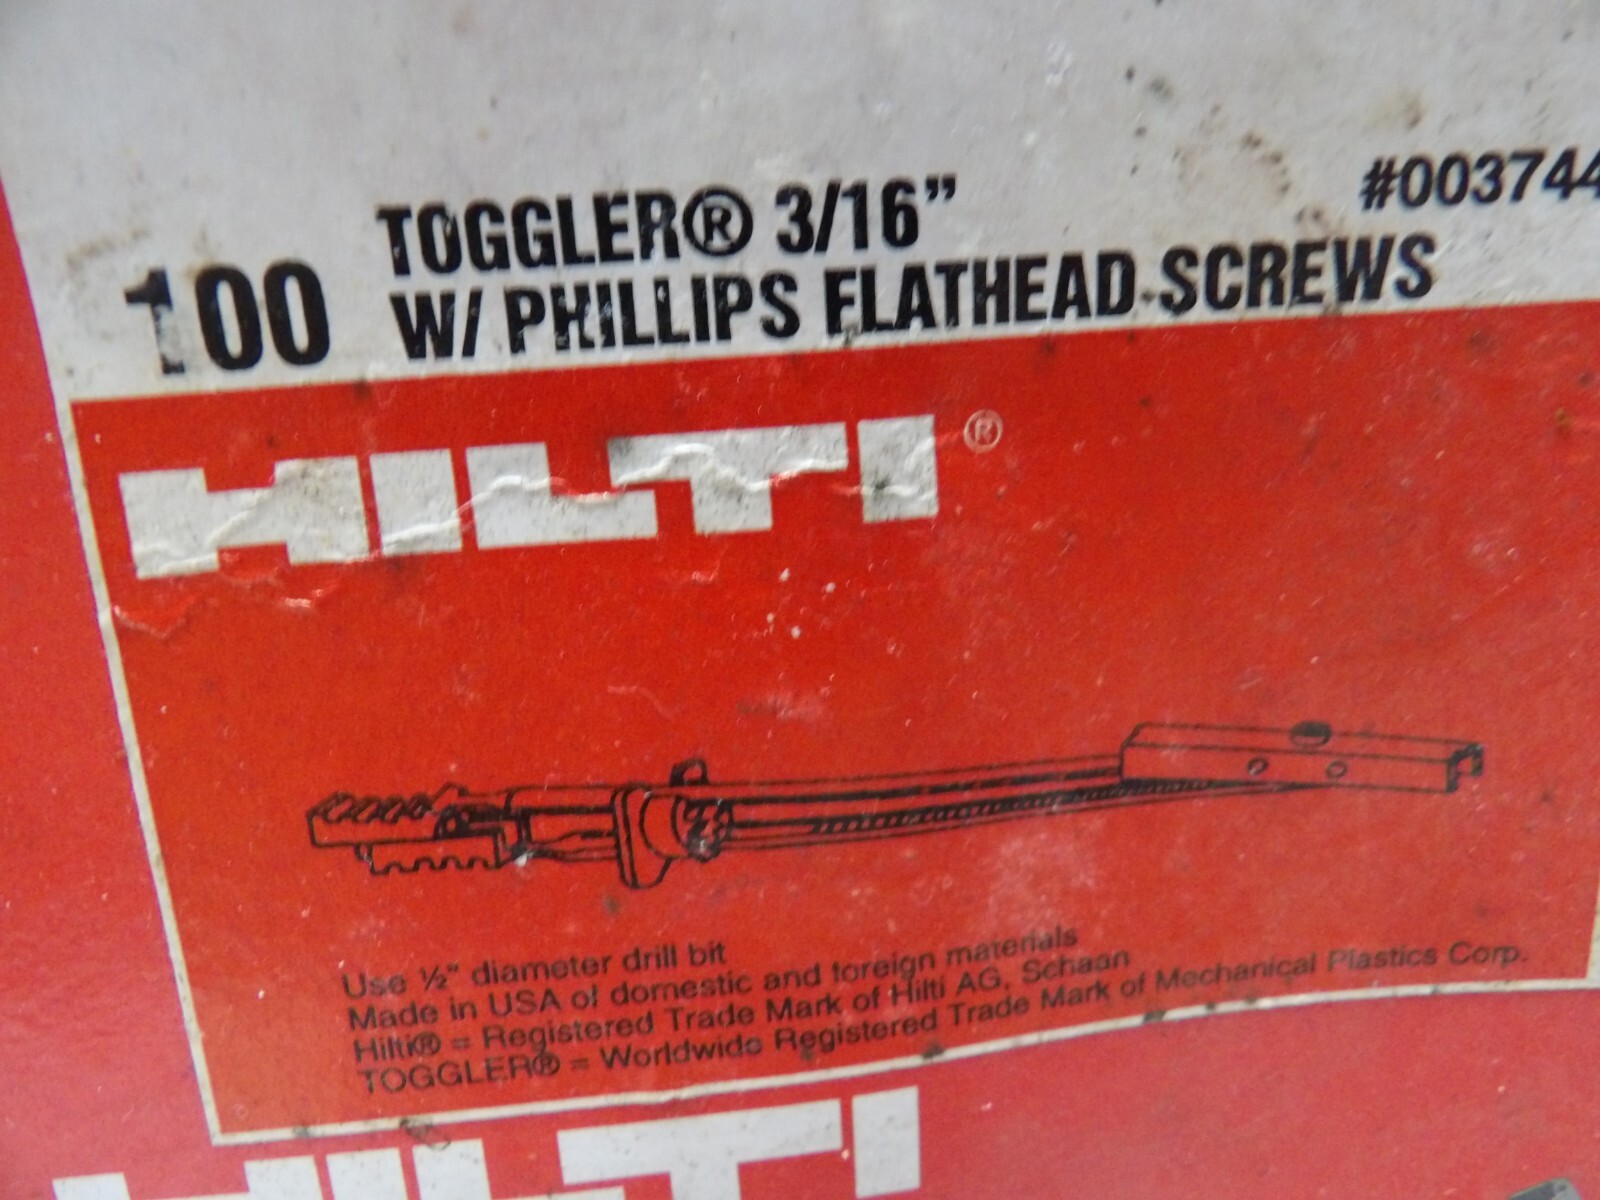 TOGGLER® 3/16" #003744
100 W/ PHILLIPS FLATHEAD SCREWS
HILTI ®
Use ½" diameter drill bit
Made in USA of domestic and foreign materials
Hilti® = Registered Trade Mark of Hilti AG, Schaan
TOGGLER® = Worldwide Registered Trade Mark of Mechanical Plastics Corp.
HILTI